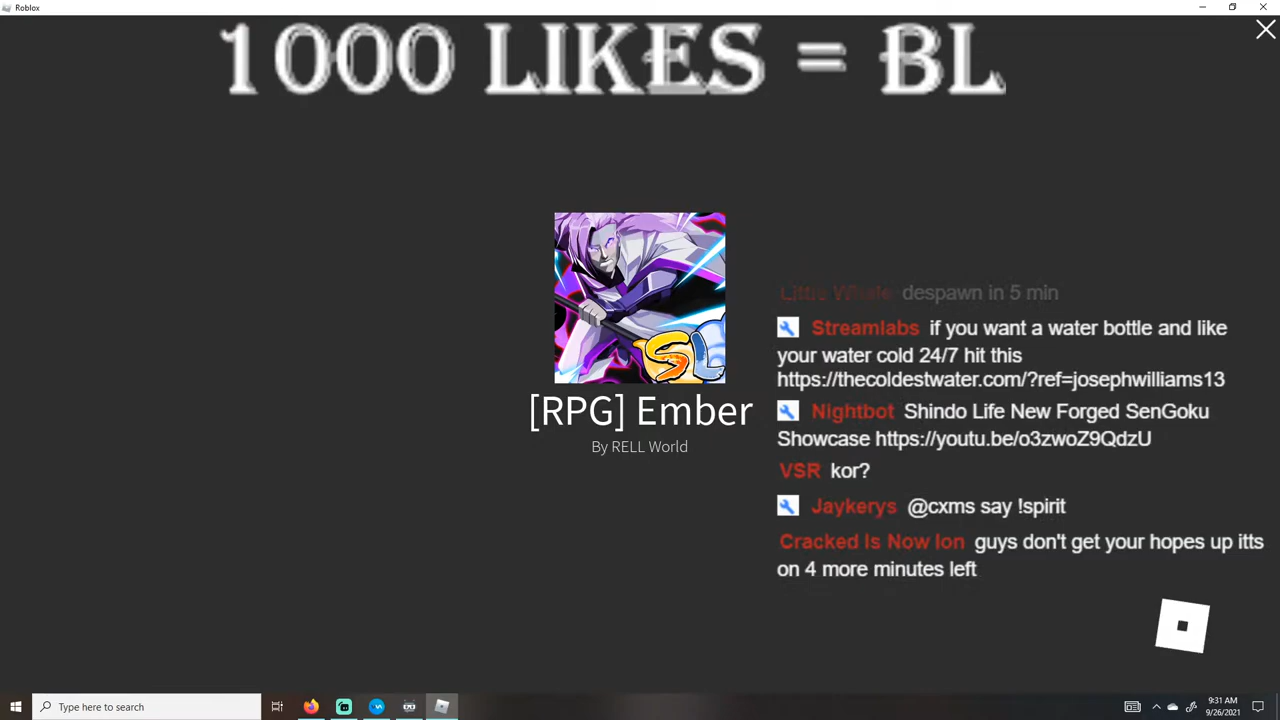 Roblox
1000 LIKES = BL
SL
[RPG] Ember
By RELL World
Little Whale despawn in 5 min
Streamlabs if you want a water bottle and like
your water cold 24/7 hit this
https://thecoldestwater.com/?ref=josephwilliams13
Nightbot Shindo Life New Forged SenGoku
Showcase https://youtu.be/o3zwoZ9QdzU
VSR kor?
Jaykerys @cxms say !spirit
Cracked Is Now Ion guys don't get your hopes up itts
on 4 more minutes left
Type here to search
9:31 AM
9/26/2021